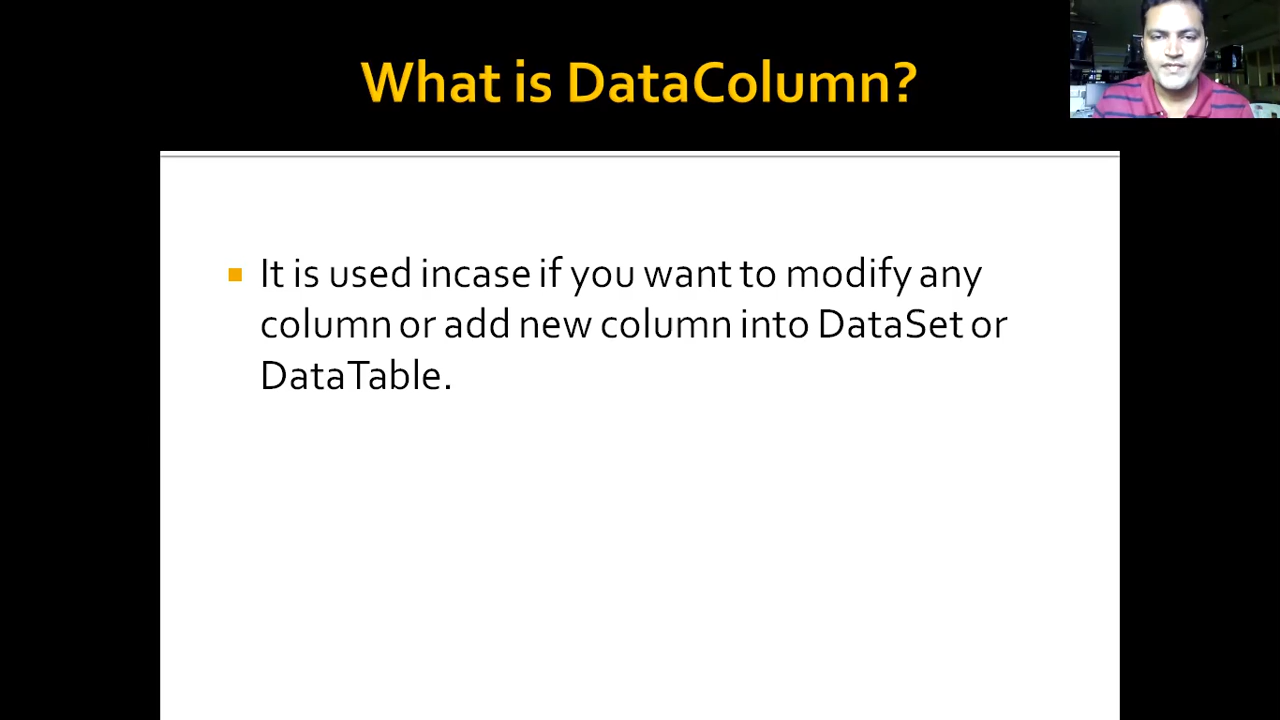 What is DataColumn?
It is used incase if you want to modify any
column or add new column into DataSet or
DataTable.